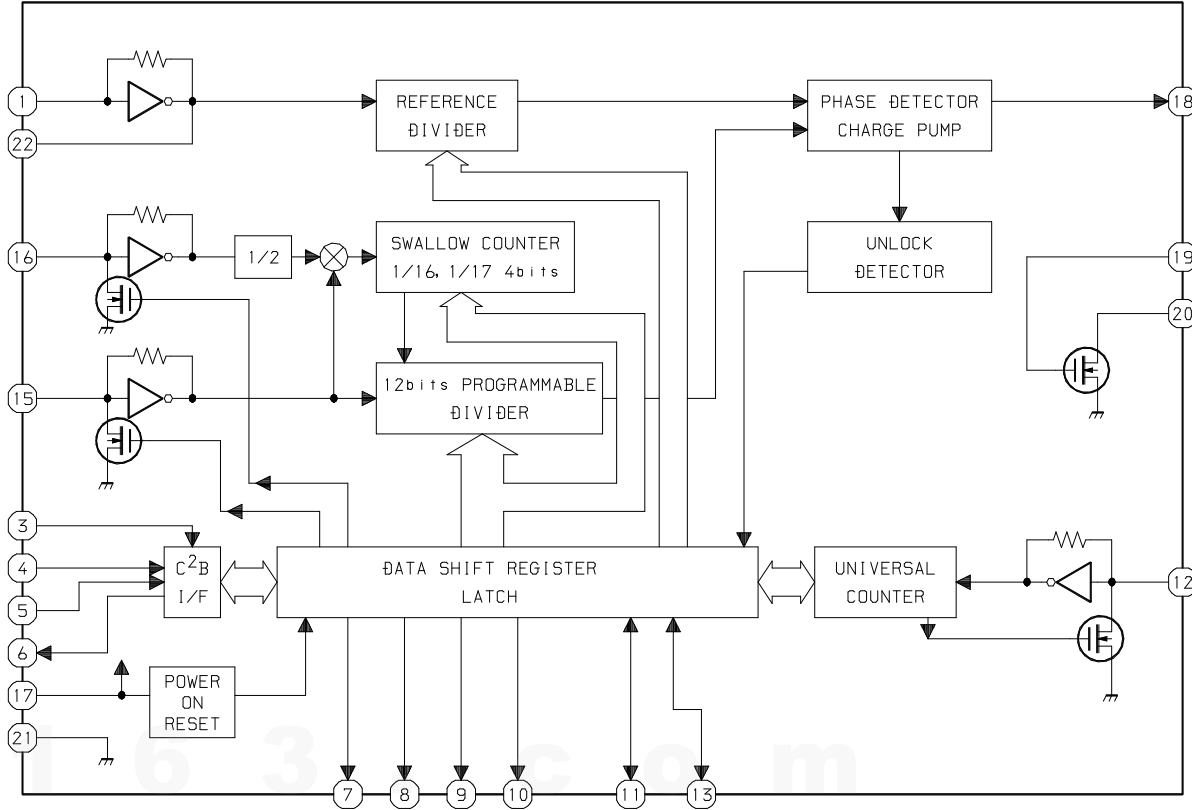 1
REFERENCE
DIVIDER
PHASE DETECTOR
CHARGE PUMP
18
22
16
1/2
SWALLOW COUNTER
1/16, 1/17 4bits
UNLOCK
DETECTOR
19
20
15
12bits PROGRAMMABLE
DIVIDER
3
4
5
6
C2B
I/F
DATA SHIFT REGISTER
LATCH
UNIVERSAL
COUNTER
12
17
POWER
ON
RESET
21
163.com
7
8
9
10
11
13